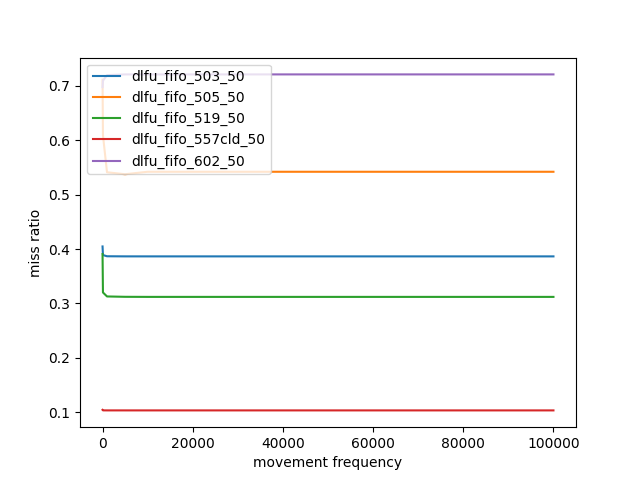 dlfu_fifo_503_50
dlfu_fifo_505_50
dlfu_fifo_519_50
dlfu_fifo_557cld_50
dlfu_fifo_602_50
0.7
0.6
0.5
0.4
0.3
0.2
0.1
miss ratio
0 20000 40000 60000 80000 100000
movement frequency